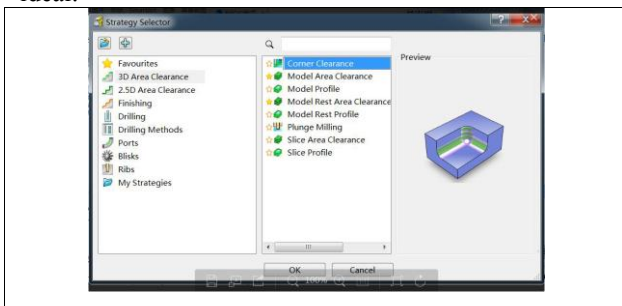 Strategy Selector
Preview
Favourites
3D Area Clearance
2.5D Area Clearance
Finishing
Drilling
Drilling Methods
Ports
Blisks
Ribs
My Strategies
Corner Clearance
Model Area Clearance
Model Profile
Model Rest Area Clearance
Model Rest Profile
Plunge Milling
Slice Area Clearance
Slice Profile
OK
Cancel
100%